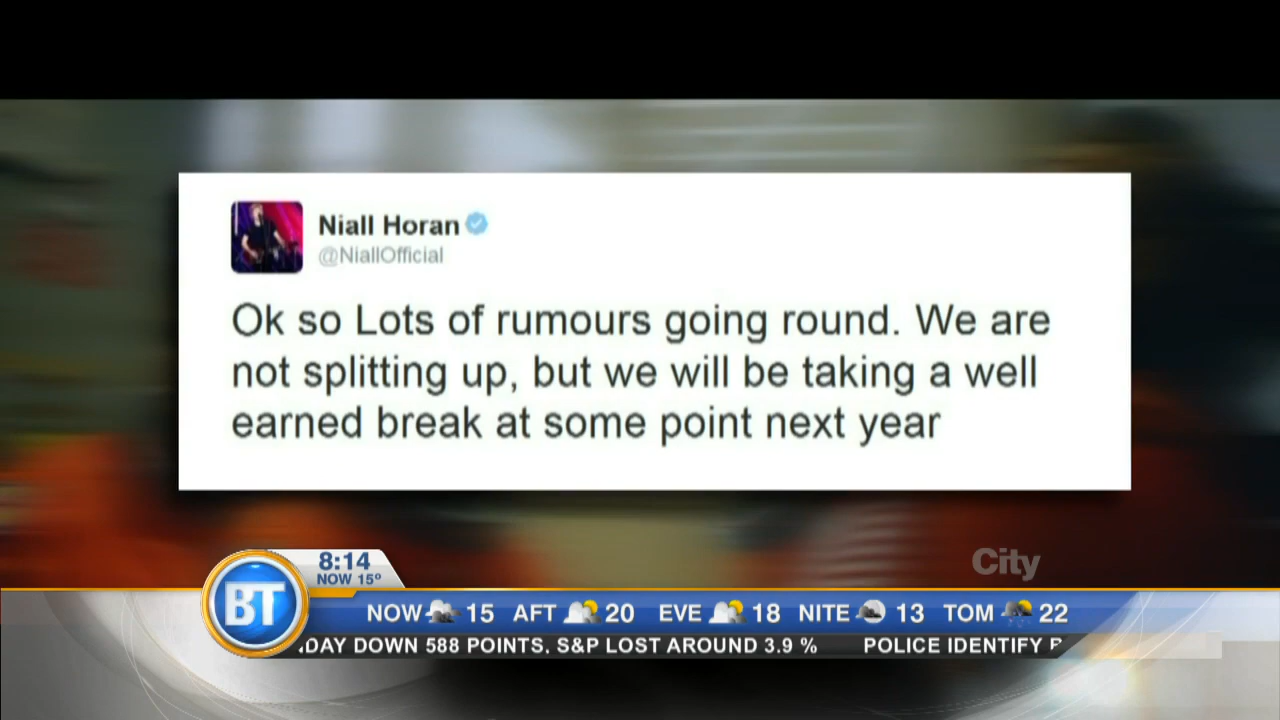 Niall Horan
@NiallOfficial
Ok so Lots of rumours going round. We are
not splitting up, but we will be taking a well
earned break at some point next year
City
8:14
NOW 15º
BT
NOW 15 AFT 20 EVE 18 NITE 13 TOM 22
DAY DOWN 588 POINTS. S&P LOST AROUND 3.9 % POLICE IDENTIFY